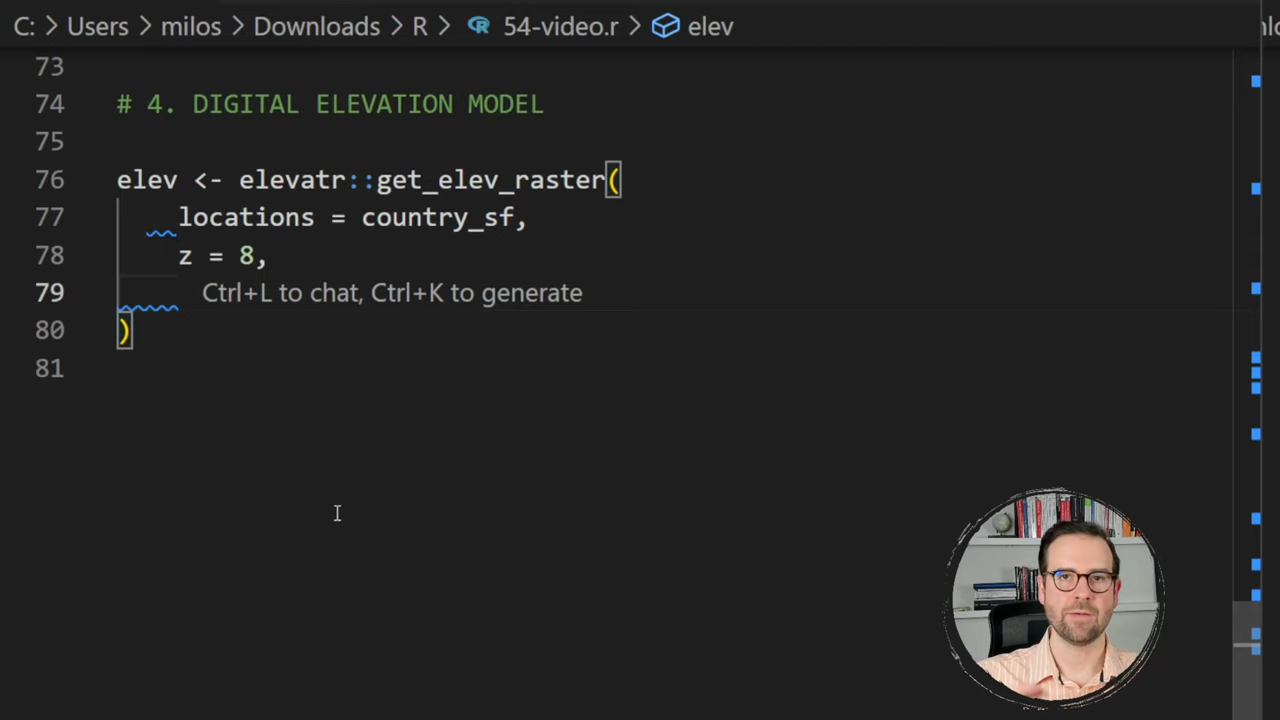 C: > Users > milos > Downloads > R > 54-video.r > elev
73
74 # 4. DIGITAL ELEVATION MODEL
75
76 elev <- elevatr::get_elev_raster(
77 locations = country_sf,
78 z = 8,
79 Ctrl+L to chat, Ctrl+K to generate
80 )
81